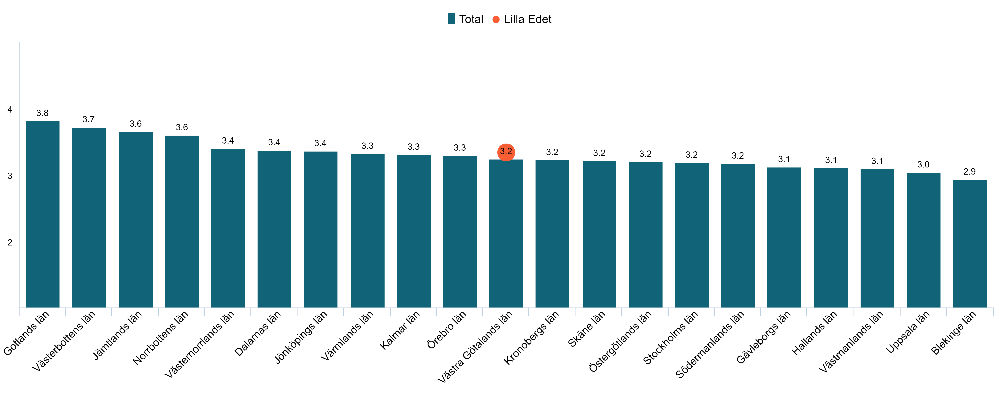 Total Lilla Edet
4
3
2
3.8 3.7 3.6 3.6 3.4 3.4 3.4 3.3 3.3 3.3 3.2 3.2 3.2 3.2 3.2 3.2 3.1 3.1 3.1 3.0 2.9
Gotlands län
Västerbottens län
Jämtlands län
Norrbottens län
Västernorrlands län
Dalarnas län
Jönköpings län
Värmlands län
Kalmar län
Örebro län
Västra Götalands län
Kronobergs län
Skåne län
Östergötlands län
Stockholms län
Södermanlands län
Gävleborgs län
Hallands län
Västmanlands län
Uppsala län
Blekinge län